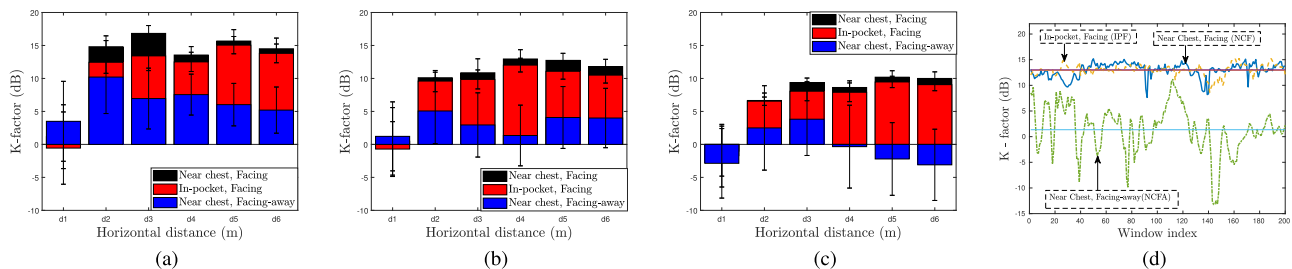 20
15
10
5
0
-5
-10
K-factor (dB)
d1 d2 d3 d4 d5 d6
Horizontal distance (m)
Near chest, Facing
In-pocket, Facing
Near chest, Facing-away
(a)
20
15
10
5
0
-5
-10
K-factor (dB)
d1 d2 d3 d4 d5 d6
Horizontal distance (m)
Near chest, Facing
In-pocket, Facing
Near chest, Facing-away
(b)
20
15
10
5
0
-5
-10
K-factor (dB)
d1 d2 d3 d4 d5 d6
Horizontal distance (m)
Near chest, Facing
In-pocket, Facing
Near chest, Facing-away
(c)
20
15
10
5
0
-5
-10
-15
K - factor (dB)
0 20 40 60 80 100 120 140 160 180 200
Window index
In-pocket, Facing (IPF)
Near Chest, Facing (NCF)
Near Chest, Facing-away(NCFA)
(d)